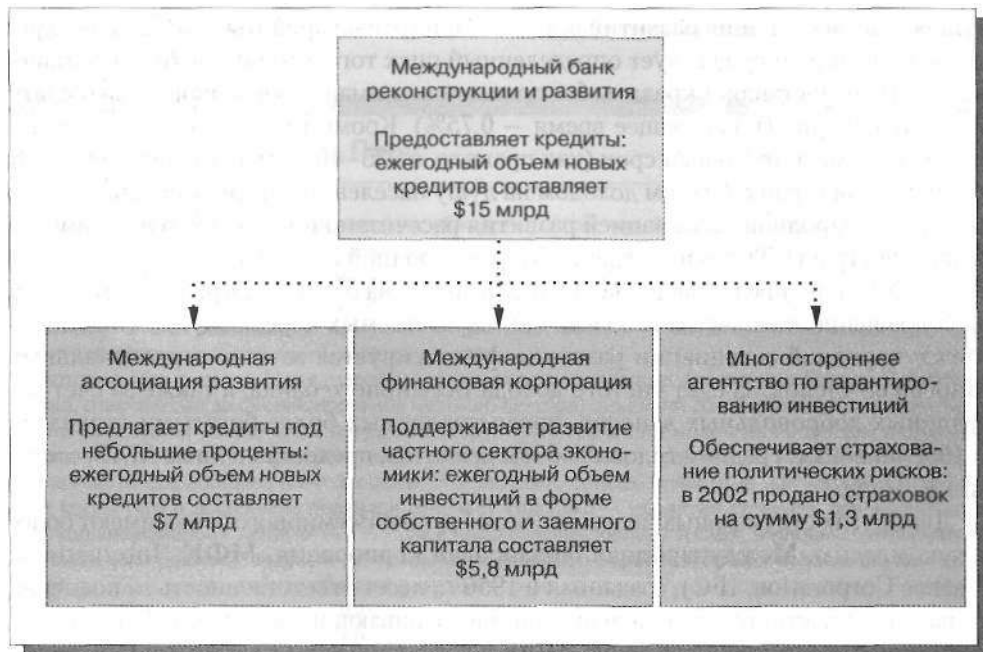 Международный банк
реконструкции и развития
Предоставляет кредиты:
ежегодный объем новых
кредитов составляет
$15 млрд
Международная
ассоциация развития
Предлагает кредиты под
небольшие проценты:
ежегодный объем новых
кредитов составляет
$7 млрд
Международная
финансовая корпорация
Поддерживает развитие
частного сектора эконо-
мики: ежегодный объем
инвестиций в форме
собственного и заемного
капитала составляет
$5,8 млрд
Многостороннее
агентство по гарантиро-
ванию инвестиций
Обеспечивает страхова-
ние политических рисков:
в 2002 продано страховок
на сумму $1,3 млрд